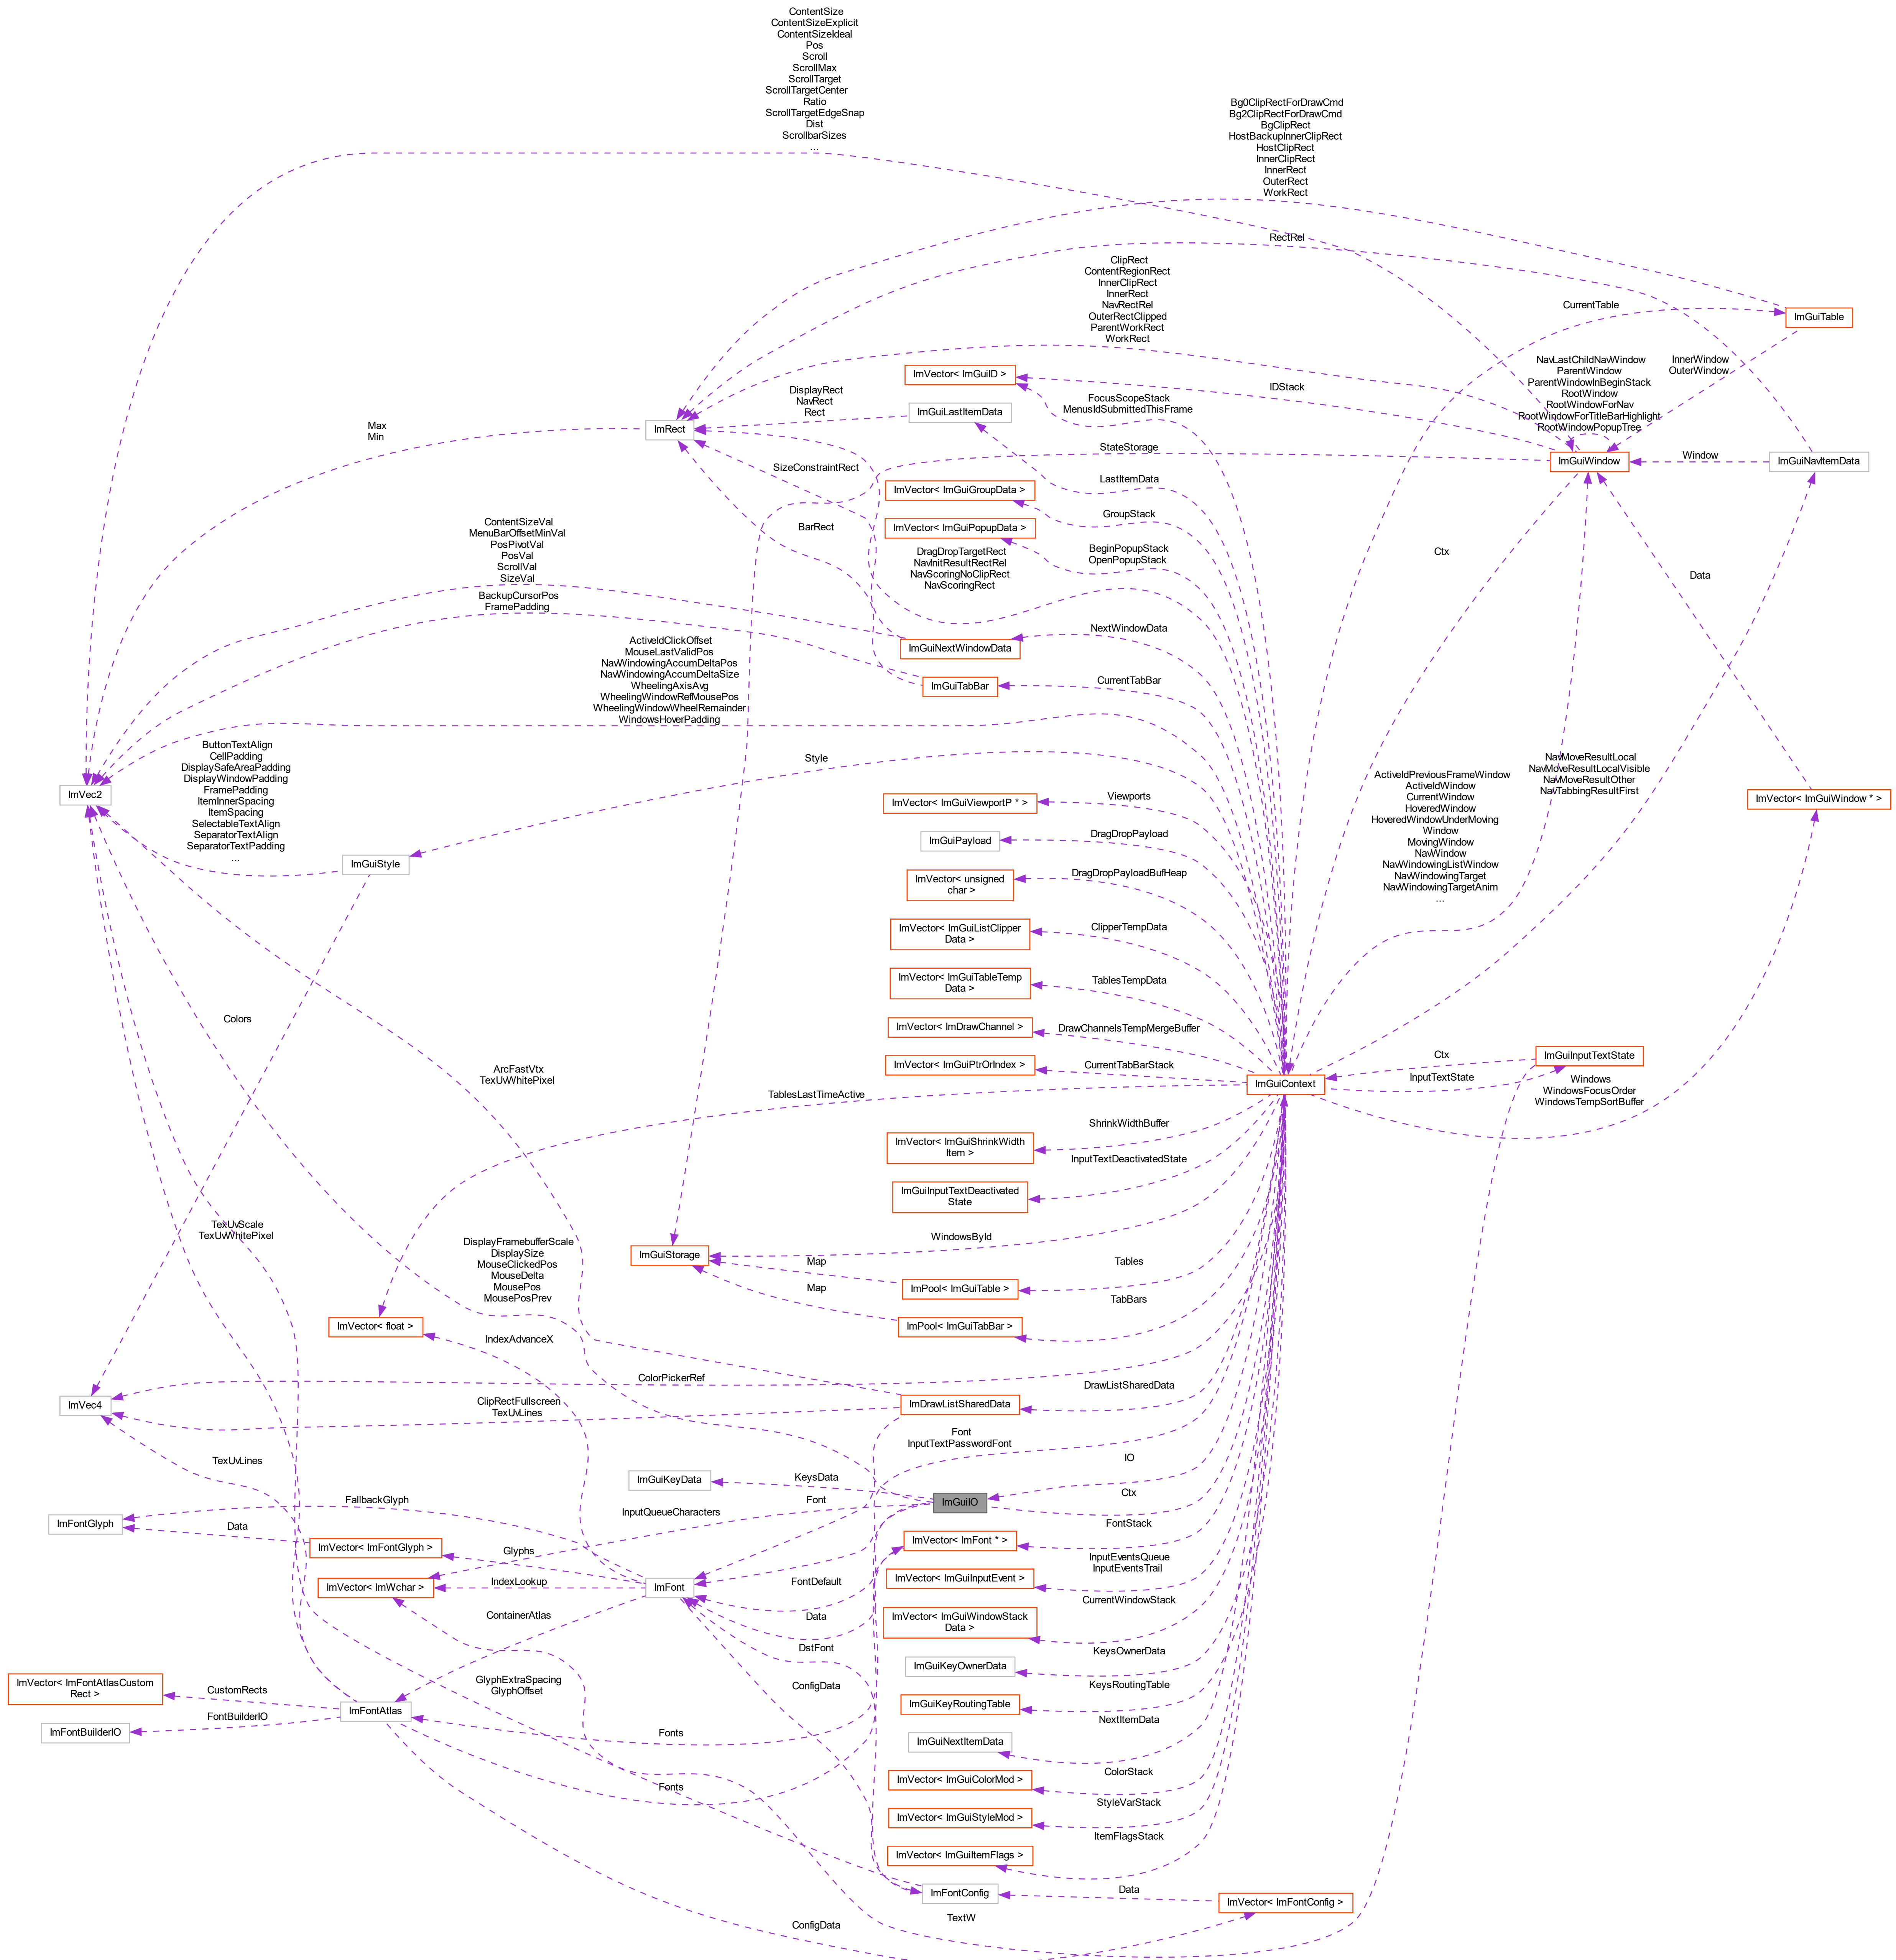 ContentSize
ContentSizeExplicit
ContentSizeIdeal
Pos
Scroll
ScrollMax
ScrollTarget
ScrollTargetCenter
Ratio
ScrollTargetEdgeSnap
Dist
ScrollbarSizes
...
Bg0ClipRectForDrawCmd
Bg2ClipRectForDrawCmd
BgClipRect
HostBackupInnerClipRect
HostClipRect
InnerClipRect
InnerRect
OuterRect
WorkRect
RectRel
ClipRect
ContentRegionRect
InnerClipRect
InnerRect
NavRectRel
OuterRectClipped
ParentWorkRect
WorkRect
CurrentTable
ImGuiTable
InnerWindow
OuterWindow
NavLastChildNavWindow
ParentWindow
ParentWindowInBeginStack
RootWindow
RootWindowForNav
RootWindowForTitleBarHighlight
RootWindowPopupTree
ImVector< ImGuiID >
IDStack
DisplayRect
NavRect
Rect
ImGuiLastItemData
FocusScopeStack
MenusIdSubmittedThisFrame
Max
Min
ImRect
StateStorage
ImGuiWindow
Window
ImGuiNavItemData
SizeConstraintRect
LastItemData
ImVector< ImGuiGroupData >
GroupStack
BarRect
ImVector< ImGuiPopupData >
BeginPopupStack
OpenPopupStack
ContentSizeVal
MenuBarOffsetMinVal
PosPivotVal
PosVal
ScrollVal
SizeVal
DragDropTargetRect
NavInitResultRectRel
NavScoringNoClipRect
NavScoringRect
Ctx
Data
BackupCursorPos
FramePadding
NextWindowData
ImGuiNextWindowData
ActiveIdClickOffset
MouseLastValidPos
NavWindowingAccumDeltaPos
NavWindowingAccumDeltaSize
WheelingAxisAvg
WheelingWindowRefMousePos
WheelingWindowWheelRemainder
WindowsHoverPadding
ImGuiTabBar
CurrentTabBar
ButtonTextAlign
CellPadding
DisplaySafeAreaPadding
DisplayWindowPadding
FramePadding
ItemInnerSpacing
ItemSpacing
SelectableTextAlign
SeparatorTextAlign
SeparatorTextPadding
...
Style
NavMoveResultLocal
NavMoveResultLocalVisible
NavMoveResultOther
NavTabbingResultFirst
ActiveIdPreviousFrameWindow
ActiveIdWindow
CurrentWindow
HoveredWindow
HoveredWindowUnderMoving
Window
MovingWindow
NavWindow
NavWindowingListWindow
NavWindowingTarget
NavWindowingTargetAnim
...
ImVec2
ImVector< ImGuiViewportP * >
Viewports
ImVector< ImGuiWindow * >
ImGuiPayload
DragDropPayload
ImGuiStyle
ImVector< unsigned
char >
DragDropPayloadBufHeap
ImVector< ImGuiListClipper
Data >
ClipperTempData
ImVector< ImGuiTableTemp
Data >
TablesTempData
Colors
ImVector< ImDrawChannel >
DrawChannelsTempMergeBuffer
ArcFastVtx
TexUvWhitePixel
ImVector< ImGuiPtrOrIndex >
CurrentTabBarStack
Ctx
ImGuiInputTextState
InputTextState
ImGuiContext
TablesLastTimeActive
Windows
WindowsFocusOrder
WindowsTempSortBuffer
ShrinkWidthBuffer
ImVector< ImGuiShrinkWidth
Item >
InputTextDeactivatedState
ImGuiInputTextDeactivated
State
TexUvScale
TexUvWhitePixel
DisplayFramebufferScale
DisplaySize
MouseClickedPos
MouseDelta
MousePos
MousePosPrev
WindowsById
ImGuiStorage
Map
ImPool< ImGuiTable >
Tables
Map
ImPool< ImGuiTabBar >
TabBars
ImVector< float >
IndexAdvanceX
ColorPickerRef
DrawListSharedData
ImVec4
ClipRectFullscreen
TexUvLines
ImDrawListSharedData
Font
InputTextPasswordFont
TexUvLines
ImGuiKeyData
KeysData
IO
Font
ImGuiIO
Ctx
FallbackGlyph
InputQueueCharacters
ImFontGlyph
Data
ImVector< ImFontGlyph >
Glyphs
ImVector< ImFont * >
FontStack
InputEventsQueue
InputEventsTrail
ImVector< ImGuiInputEvent >
ImVector< ImWchar >
IndexLookup
ImFont
FontDefault
CurrentWindowStack
ImVector< ImGuiWindowStack
Data >
ContainerAtlas
Data
DstFont
KeysOwnerData
ImGuiKeyOwnerData
ImVector< ImFontAtlasCustom
Rect >
CustomRects
GlyphExtraSpacing
GlyphOffset
ConfigData
KeysRoutingTable
ImGuiKeyRoutingTable
ImFontAtlas
FontBuilderIO
ImFontBuilderIO
Fonts
NextItemData
ImGuiNextItemData
ColorStack
ImVector< ImGuiColorMod >
Fonts
StyleVarStack
ImVector< ImGuiStyleMod >
ItemFlagsStack
ImVector< ImGuiItemFlags >
ImFontConfig
Data
ImVector< ImFontConfig >
TextW
ConfigData